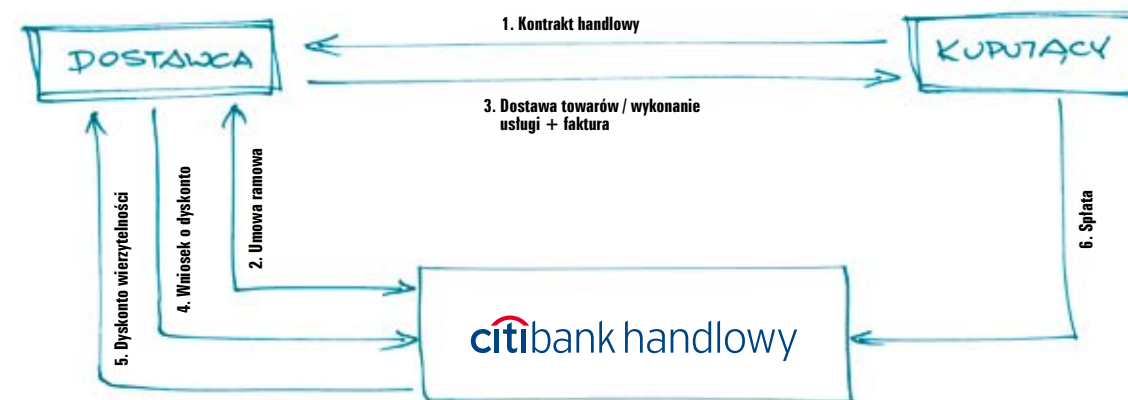 1. Kontrakt handlowy
DOSTAWCA
KUPUJĄCY
3. Dostawa towarów / wykonanie
usługi + faktura
5. Dyskonto wierzytelności
4. Wniosek o dyskonto
2. Umowa ramowa
6. Spłata
citibank handlowy